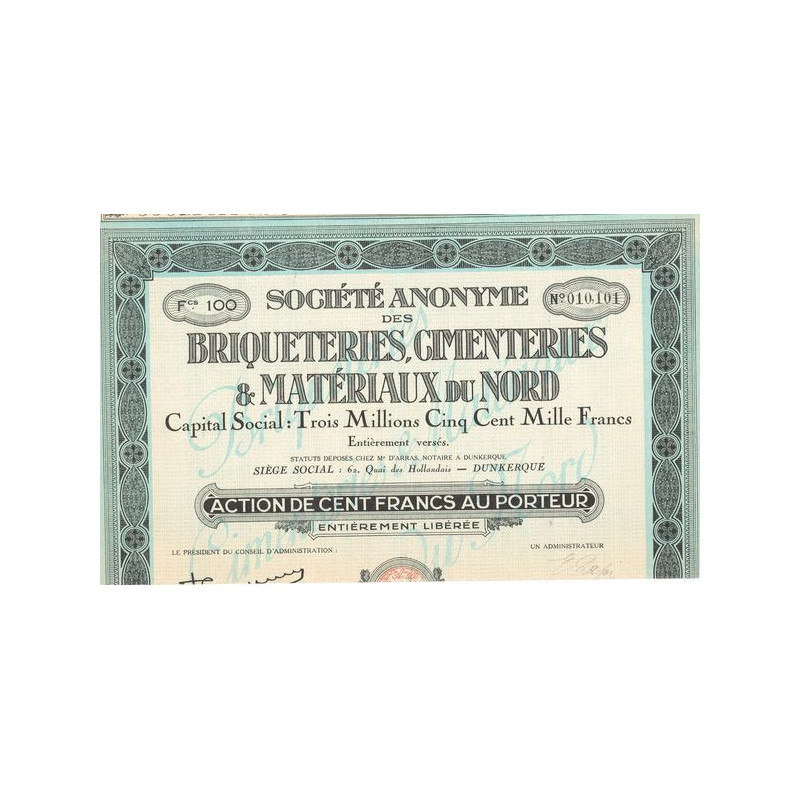 Fcs 100
SOCIÉTÉ ANONYME
No 010,101
DES
BRIQUETERIES, CIMENTERIES
& MATÉRIAUX DU NORD
Capital Social : Trois Millions Cinq Cent Mille Francs
Entièrement versés.
STATUTS DÉPOSÉS CHEZ Me D'ARRAS, NOTAIRE A DUNKERQUE
SIÈGE SOCIAL : 62, Quai des Hollandais — DUNKERQUE
ACTION DE CENT FRANCS AU PORTEUR
ENTIÈREMENT LIBÉRÉE
LE PRÉSIDENT DU CONSEIL D'ADMINISTRATION :
UN ADMINISTRATEUR